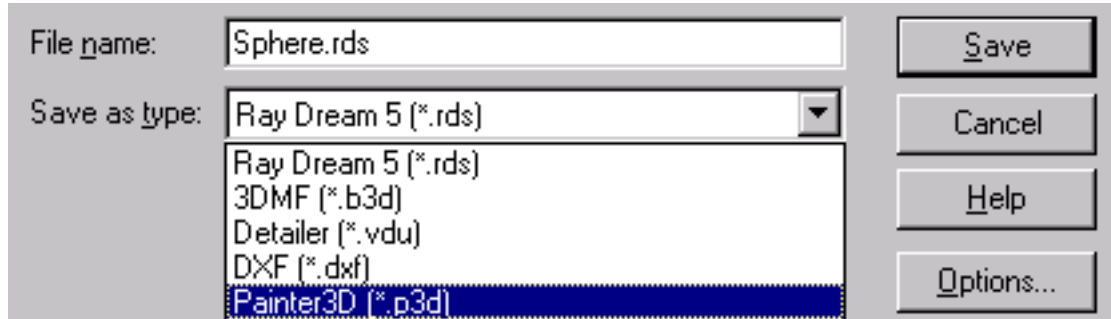 File name: Sphere.rds Save
Save as type: Ray Dream 5 (*.rds) Cancel
Ray Dream 5 (*.rds)
3DMF (*.b3d) Help
Detailer (*.vdu)
DXF (*.dxf) Options...
Painter3D (*.p3d)